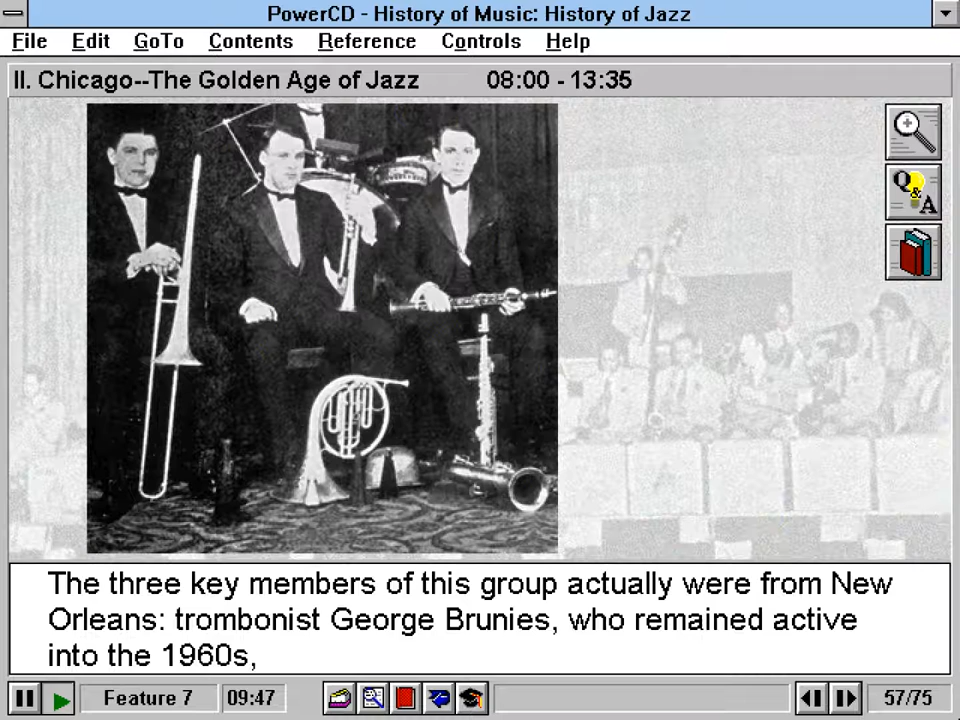 PowerCD - History of Music: History of Jazz
File Edit GoTo Contents Reference Controls Help
II. Chicago--The Golden Age of Jazz 08:00 - 13:35
Q & A
The three key members of this group actually were from New
Orleans: trombonist George Brunies, who remained active
into the 1960s,
Feature 7 09:47 57/75